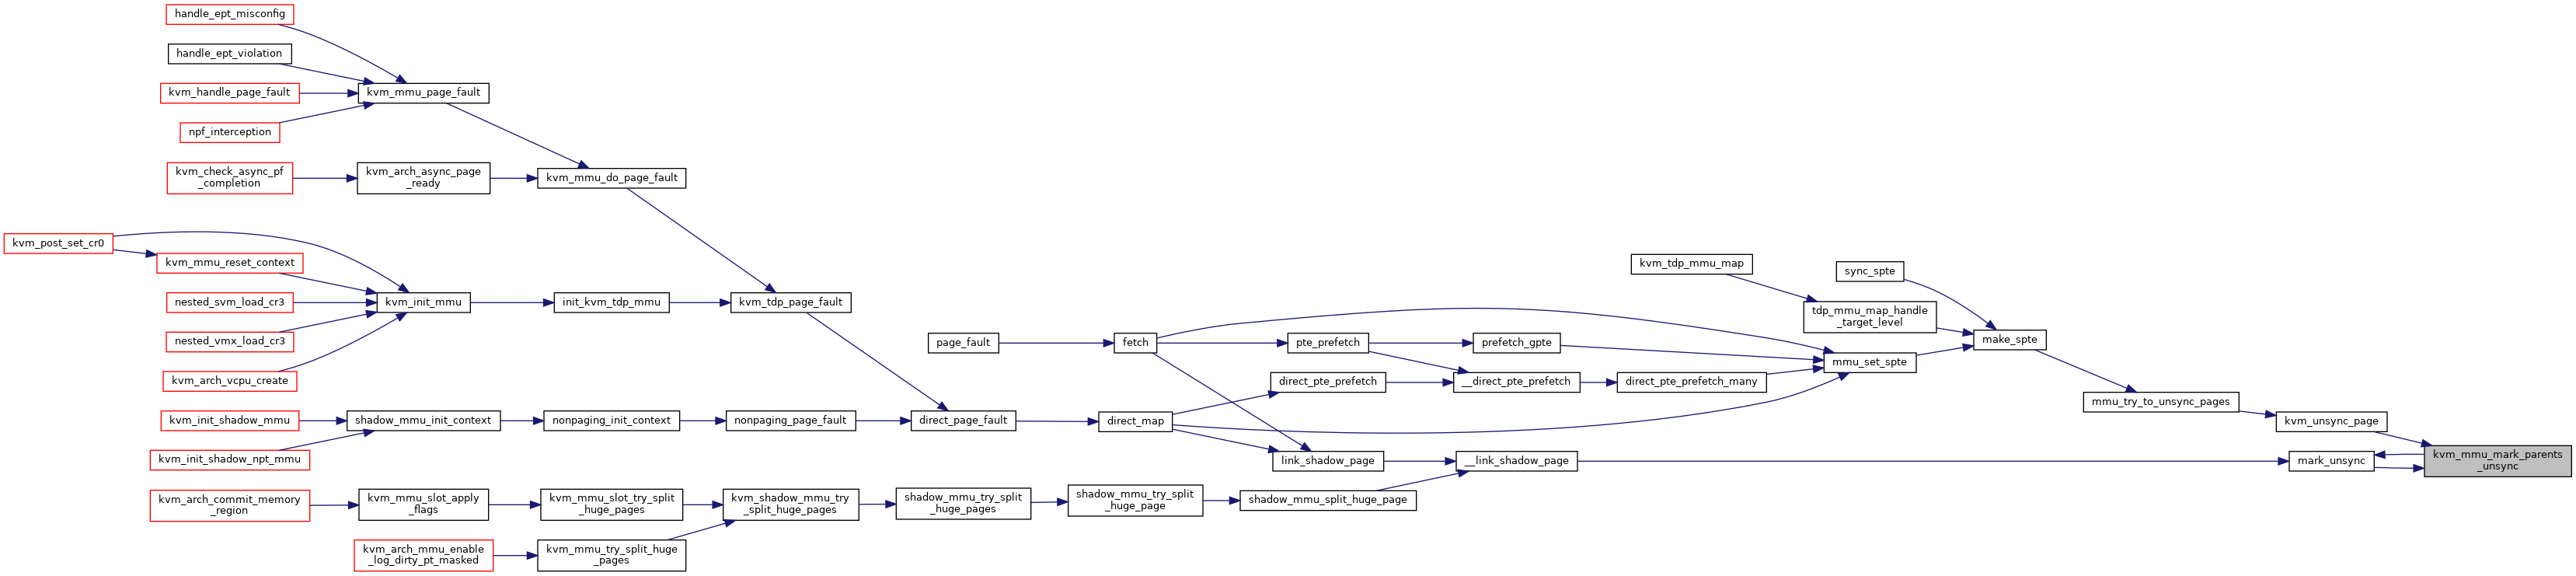 handle_ept_misconfig
handle_ept_violation
kvm_handle_page_fault
kvm_mmu_page_fault
npf_interception
kvm_check_async_pf
_completion
kvm_arch_async_page
_ready
kvm_mmu_do_page_fault
kvm_post_set_cr0
kvm_mmu_reset_context
nested_svm_load_cr3
kvm_init_mmu
init_kvm_tdp_mmu
kvm_tdp_page_fault
nested_vmx_load_cr3
kvm_arch_vcpu_create
kvm_tdp_mmu_map
sync_spte
tdp_mmu_map_handle
_target_level
make_spte
page_fault
fetch
pte_prefetch
prefetch_gpte
mmu_set_spte
direct_pte_prefetch
__direct_pte_prefetch
direct_pte_prefetch_many
mmu_try_to_unsync_pages
kvm_init_shadow_mmu
shadow_mmu_init_context
nonpaging_init_context
nonpaging_page_fault
direct_page_fault
direct_map
kvm_unsync_page
kvm_init_shadow_npt_mmu
link_shadow_page
__link_shadow_page
mark_unsync
kvm_mmu_mark_parents
_unsync
kvm_arch_commit_memory
_region
kvm_mmu_slot_apply
_flags
kvm_mmu_slot_try_split
_huge_pages
kvm_shadow_mmu_try
_split_huge_pages
shadow_mmu_try_split
_huge_pages
shadow_mmu_try_split
_huge_page
shadow_mmu_split_huge_page
kvm_arch_mmu_enable
_log_dirty_pt_masked
kvm_mmu_try_split_huge
_pages